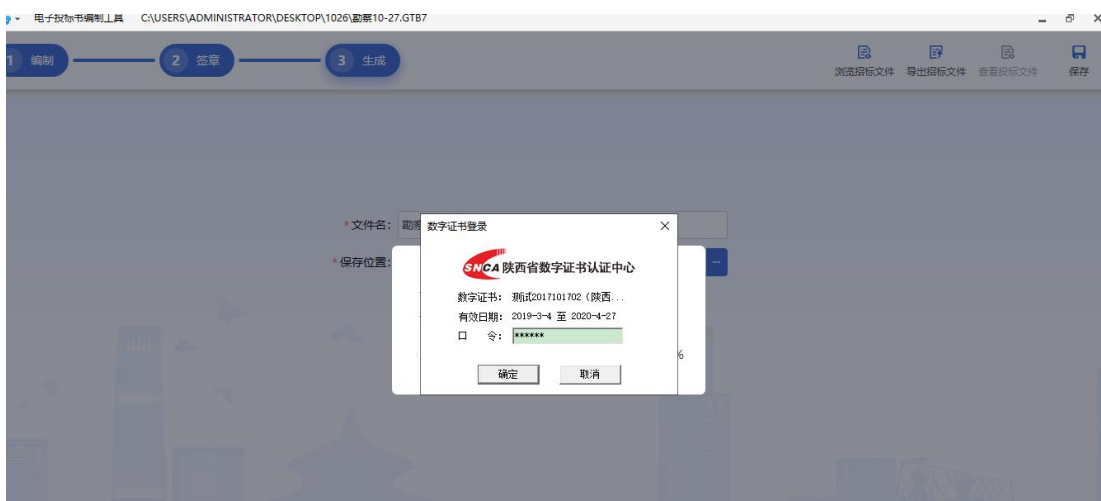 电子投标书编制工具 C:\USERS\ADMINISTRATOR\DESKTOP\1026\勘察10-27.GTB7
1 编制 2 签章 3 生成
浏览招标文件 导出招标文件 查看投标文件 保存
*文件名: 勘察
数字证书登录
*保存位置:
SNCA 陕西省数字证书认证中心
数字证书: 测试2017101702 (陕西...
有效日期: 2019-3-4 至 2020-4-27
口 令: ******
%
确定 取消